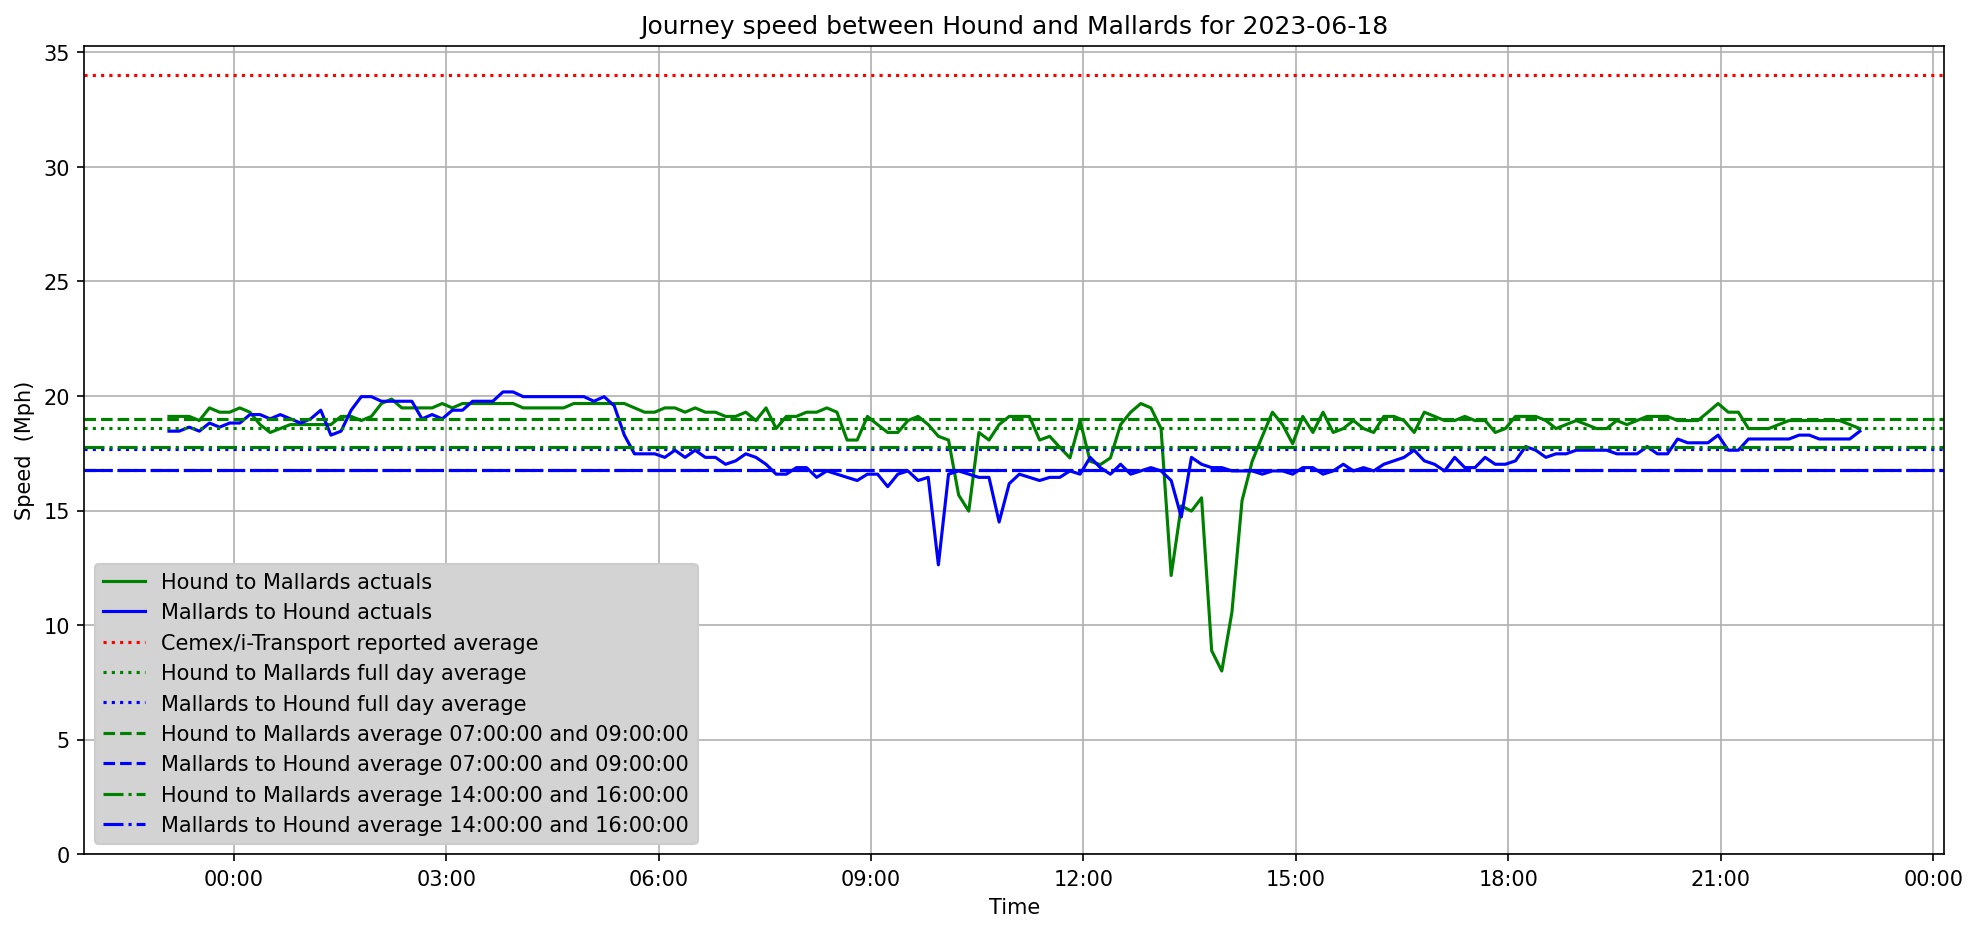 Journey speed between Hound and Mallards for 2023-06-18
35
30
25
20
15
10
5
0
Speed (Mph)
Hound to Mallards actuals
Mallards to Hound actuals
Cemex/i-Transport reported average
Hound to Mallards full day average
Mallards to Hound full day average
Hound to Mallards average 07:00:00 and 09:00:00
Mallards to Hound average 07:00:00 and 09:00:00
Hound to Mallards average 14:00:00 and 16:00:00
Mallards to Hound average 14:00:00 and 16:00:00
00:00 03:00 06:00 09:00 12:00 15:00 18:00 21:00 00:00
Time